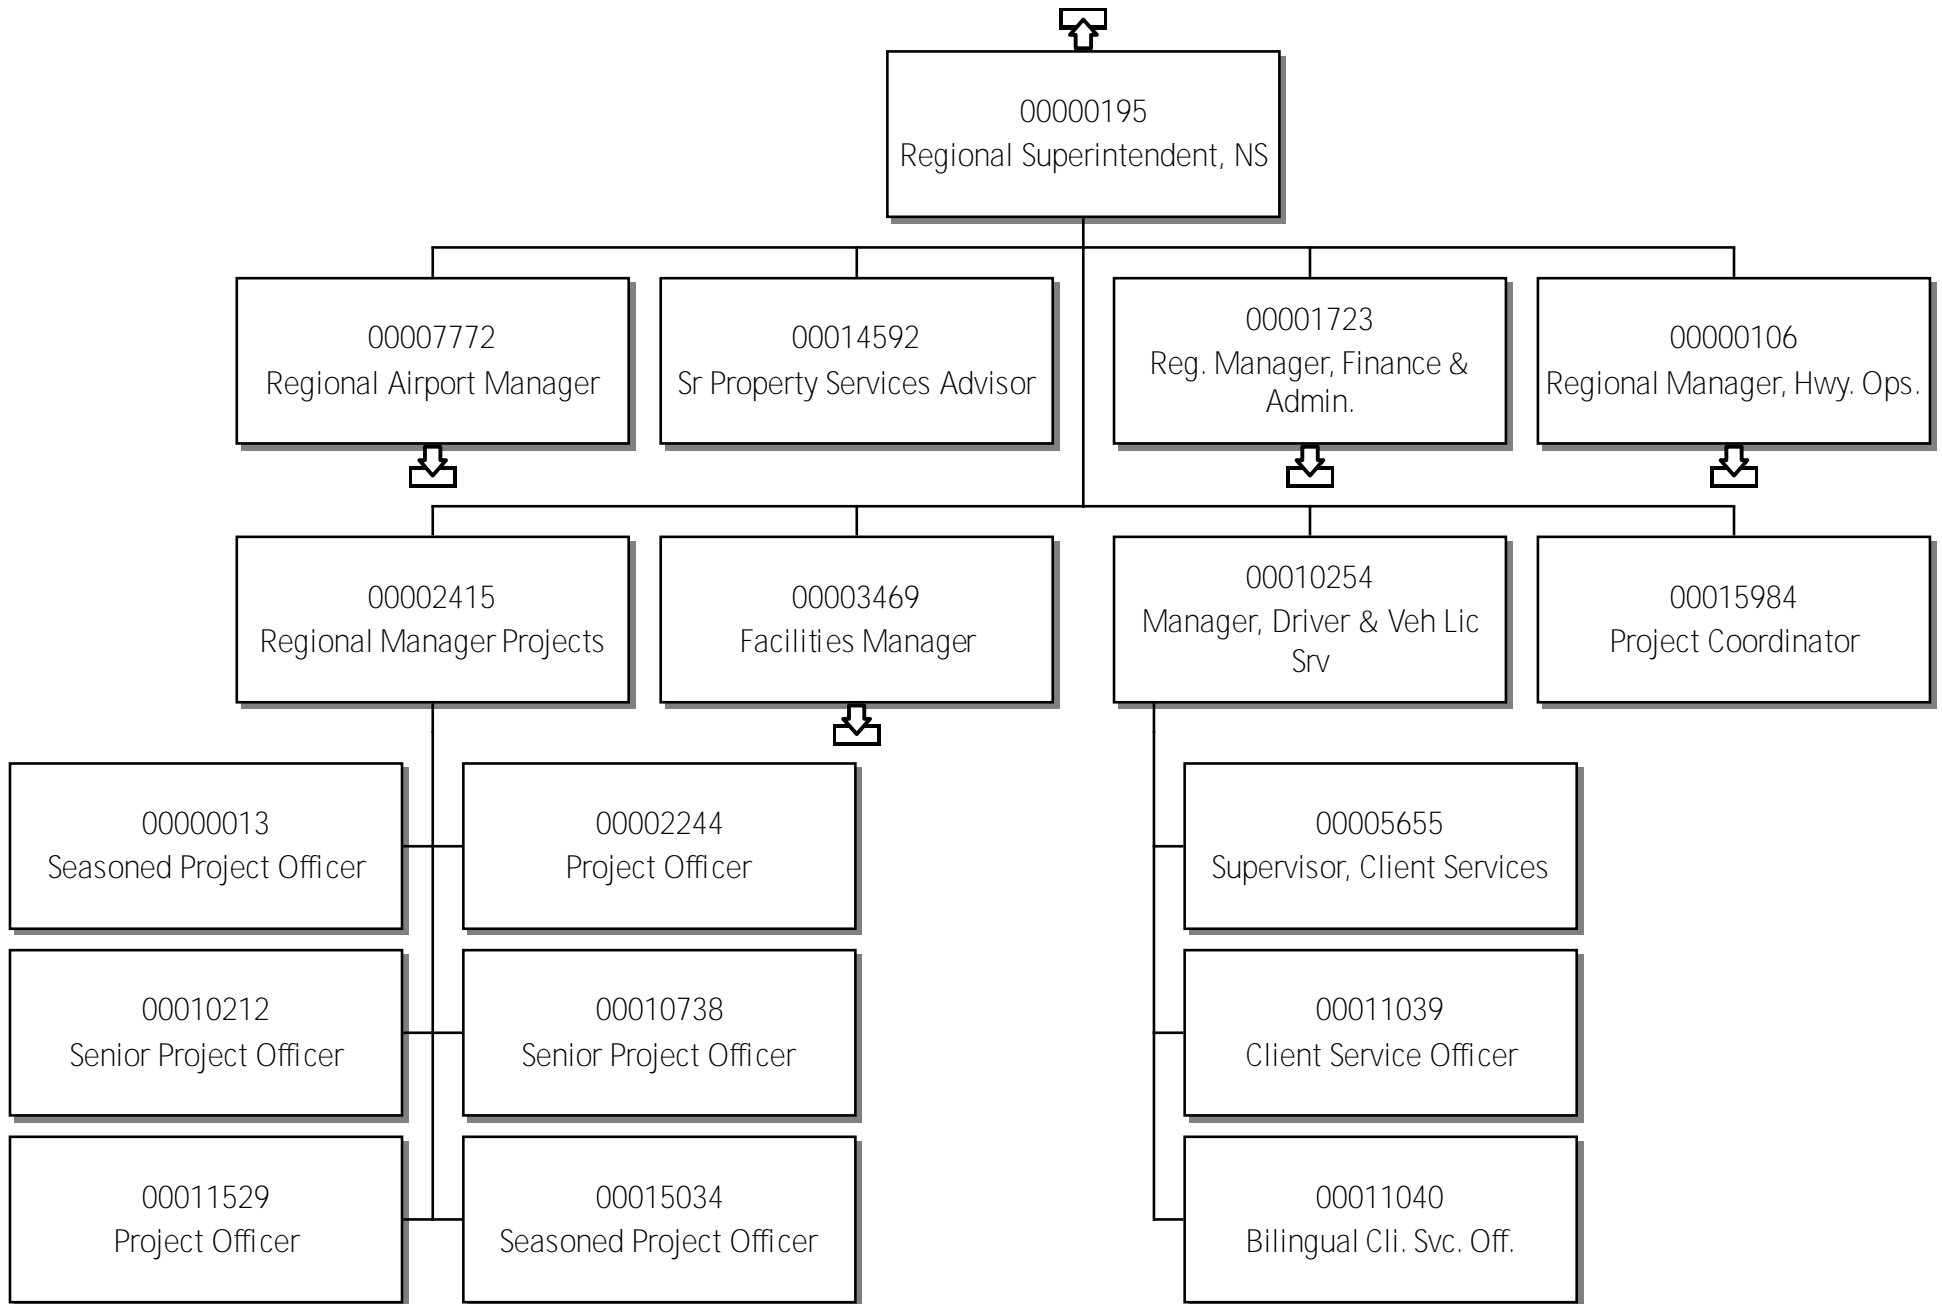 00000195
Regional Superintendent, NS
00007772
Regional Airport Manager
00014592
Sr Property Services Advisor
00001723
Reg. Manager, Finance &
Admin.
00000106
Regional Manager, Hwy. Ops.
00002415
Regional Manager Projects
00003469
Facilities Manager
00010254
Manager, Driver & Veh Lic
Srv
00015984
Project Coordinator
00000013
Seasoned Project Officer
00002244
Project Officer
00005655
Supervisor, Client Services
00010212
Senior Project Officer
00010738
Senior Project Officer
00011039
Client Service Officer
00011529
Project Officer
00015034
Seasoned Project Officer
00011040
Bilingual Cli. Svc. Off.